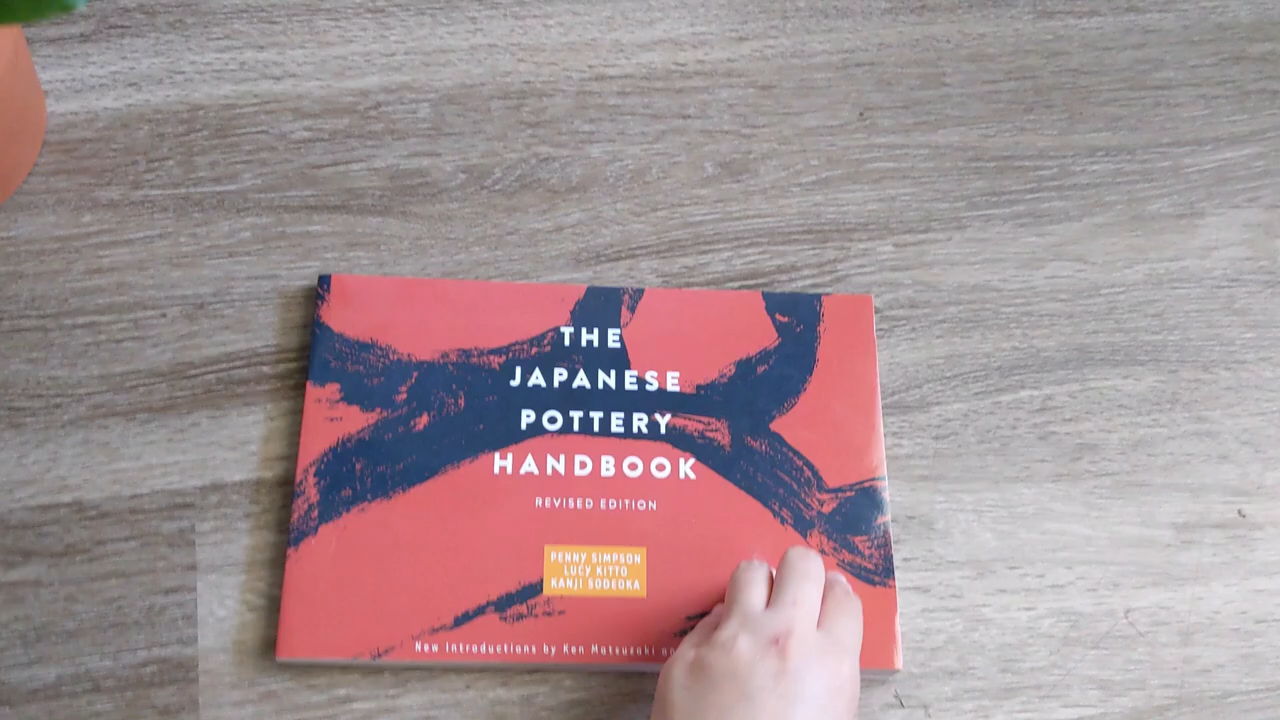 THE
JAPANESE
POTTERY
HANDBOOK
REVISED EDITION
PENNY SIMPSON
LUCY KITTO
KANJI SODEOKA
New introductions by Ken Matsuzaki